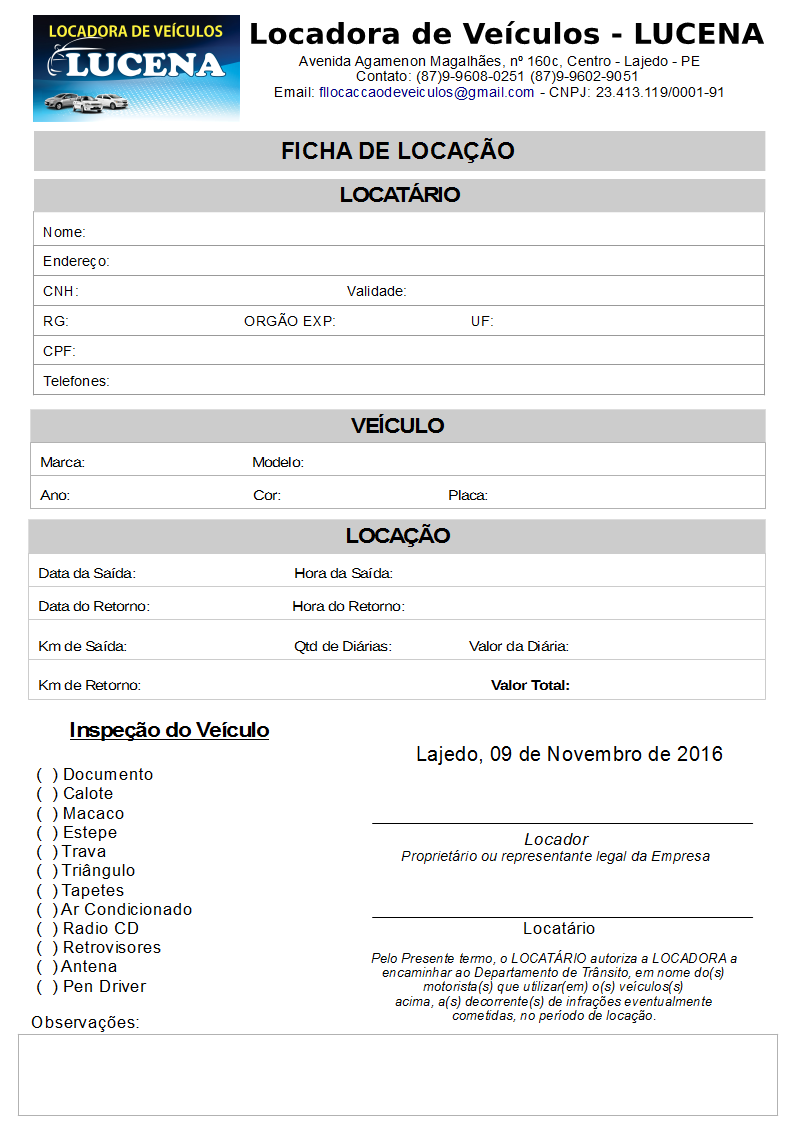 LOCADORA DE VEÍCULOS
LUCENA
Locadora de Veículos - LUCENA
Avenida Agamenon Magalhães, nº 160c, Centro - Lajedo - PE
Contato: (87)9-9608-0251 (87)9-9602-9051
Email: fllocaccaodeveiculos@gmail.com - CNPJ: 23.413.119/0001-91
FICHA DE LOCAÇÃO
LOCATÁRIO
Nome:
Endereço:
CNH: Validade:
RG: ORGÃO EXP: UF:
CPF:
Telefones:
VEÍCULO
Marca: Modelo:
Ano: Cor: Placa:
LOCAÇÃO
Data da Saída: Hora da Saída:
Data do Retorno: Hora do Retorno:
Km de Saída: Qtd de Diárias: Valor da Diária:
Km de Retorno: Valor Total:
Inspeção do Veículo
( ) Documento
( ) Calote
( ) Macaco
( ) Estepe
( ) Trava
( ) Triângulo
( ) Tapetes
( ) Ar Condicionado
( ) Radio CD
( ) Retrovisores
( ) Antena
( ) Pen Driver
Observações:
Lajedo, 09 de Novembro de 2016
Locador
Proprietário ou representante legal da Empresa
Locatário
Pelo Presente termo, o LOCATÁRIO autoriza a LOCADORA a
encaminhar ao Departamento de Trânsito, em nome do(s)
motorista(s) que utilizar(em) o(s) veículos(s)
acima, a(s) decorrente(s) de infrações eventualmente
cometidas, no período de locação.